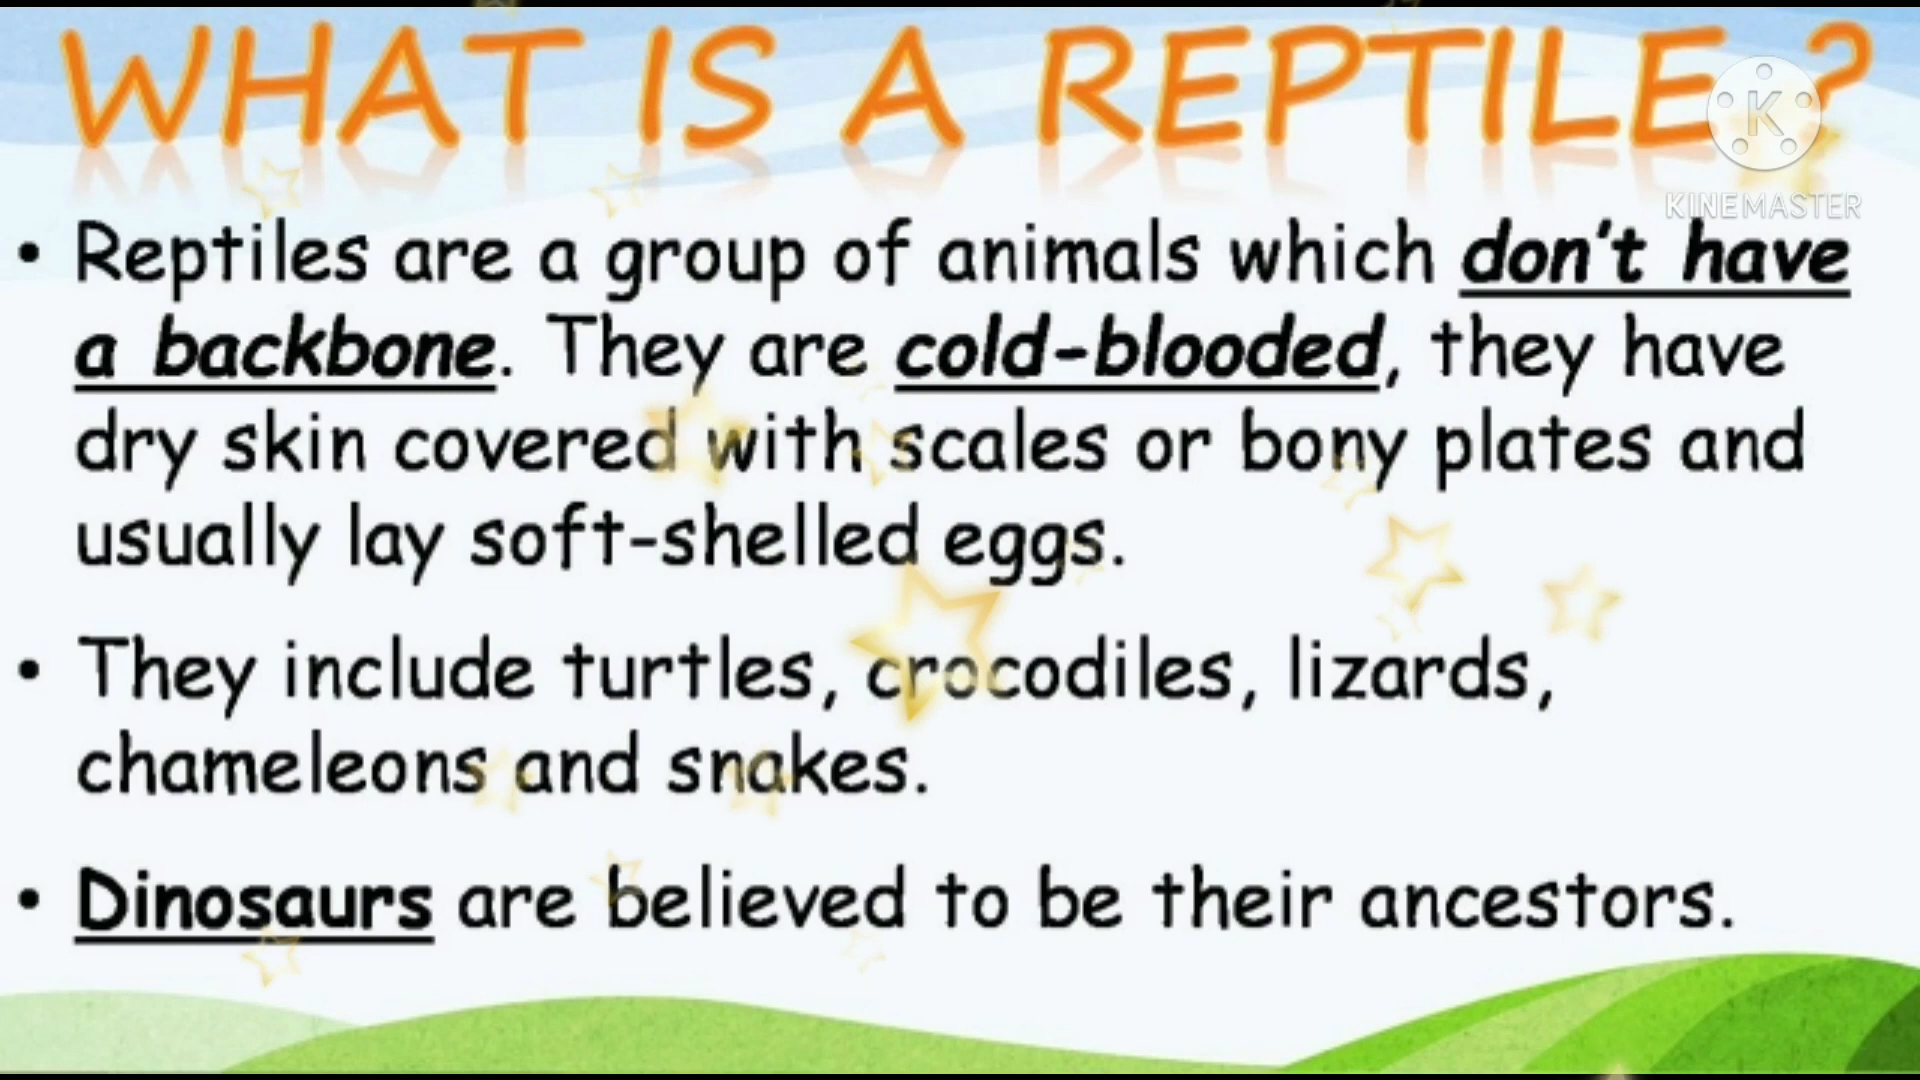 WHAT IS A REPTILE?
K
KINEMASTER
• Reptiles are a group of animals which don't have
a backbone. They are cold-blooded, they have
dry skin covered with scales or bony plates and
usually lay soft-shelled eggs.
• They include turtles, crocodiles, lizards,
chameleons and snakes.
• Dinosaurs are believed to be their ancestors.